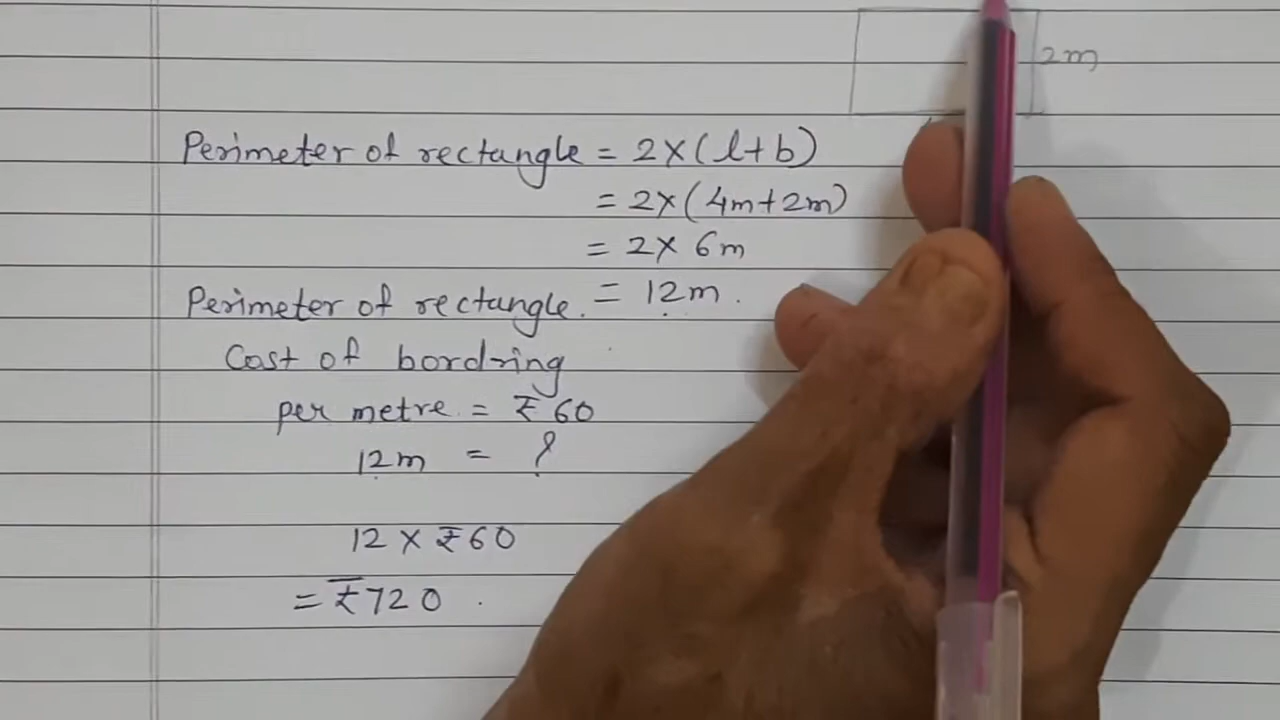 2m
Perimeter of rectangle = 2×(l+b)
= 2×(4m+2m)
= 2× 6m
Perimeter of rectangle. = 12m.
Cost of bordring
per metre. = ₹60
12m = ?
12 × ₹60
= ₹720.